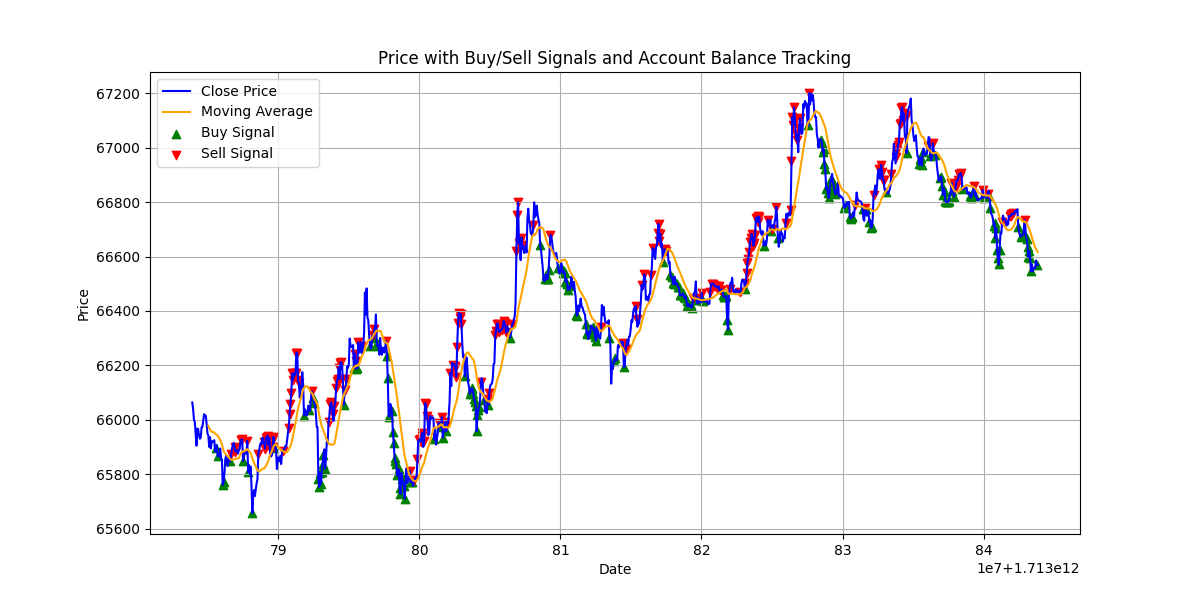 Price with Buy/Sell Signals and Account Balance Tracking
Close Price
Moving Average
Buy Signal
Sell Signal
67200
67000
66800
66600
66400
66200
66000
65800
65600
Price
79 80 81 82 83 84
Date
1e7+1.713e12